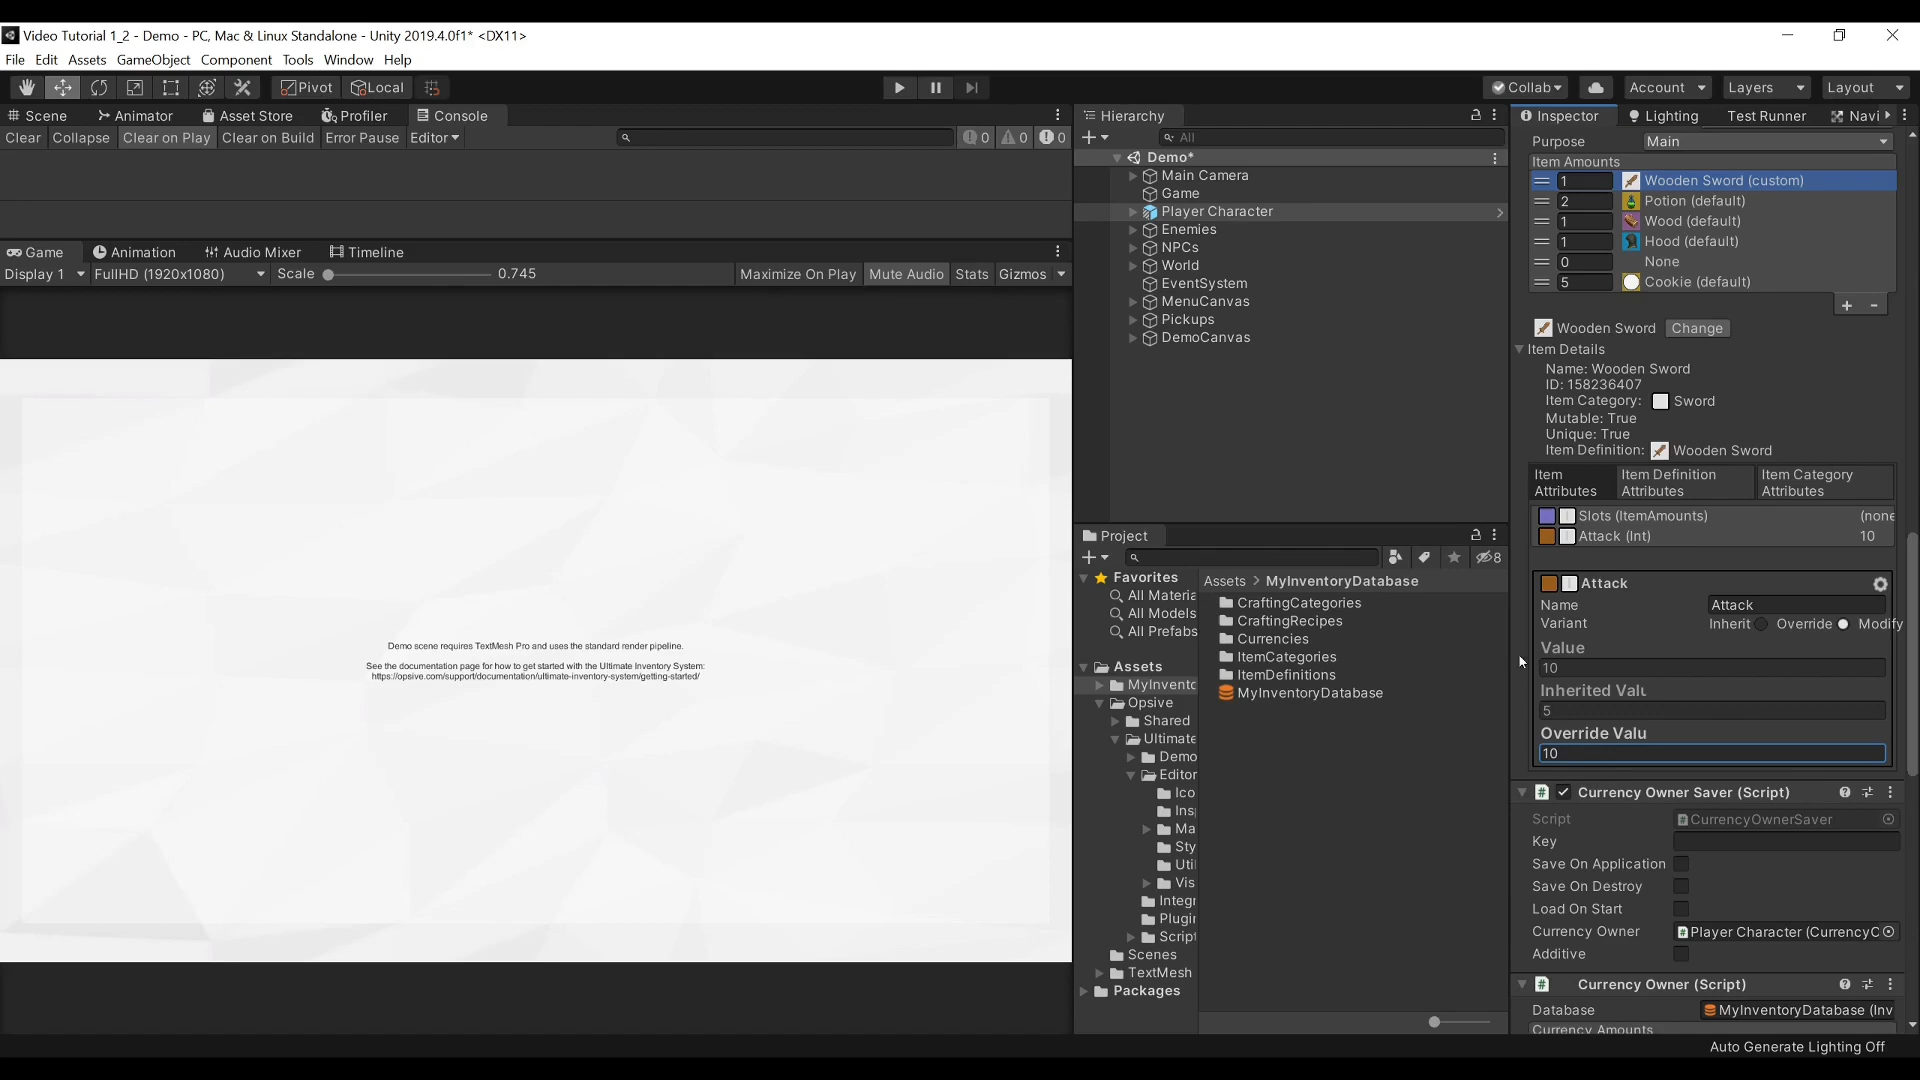 Video Tutorial 1_2 - Demo - PC, Mac & Linux Standalone - Unity 2019.4.0f1* <DX11>
File Edit Assets GameObject Component Tools Window Help
Pivot Local Collab Account Layers Layout
Scene Animator Asset Store Profiler Console
Clear Collapse Clear on Play Clear on Build Error Pause Editor 0 0 0
Game Animation Audio Mixer Timeline
Display 1 FullHD (1920x1080) Scale 0.745 Maximize On Play Mute Audio Stats Gizmos
Demo scene requires TextMesh Pro and uses the standard render pipeline.
See the documentation page for how to get started with the Ultimate Inventory System:
https://opsive.com/support/documentation/ultimate-inventory-system/getting-started/
Hierarchy
All
Demo*
Main Camera
Game
Player Character
Enemies
NPCs
World
EventSystem
MenuCanvas
Pickups
DemoCanvas
Project
8
Favorites
All Materia
All Models
All Prefabs
Assets
MyInvento
Opsive
Shared
Ultimate
Demo
Editor
Ico
Ins
Ma
Sty
Uti
Vis
Integr
Plugin
Script
Scenes
TextMesh
Packages
Assets > MyInventoryDatabase
CraftingCategories
CraftingRecipes
Currencies
ItemCategories
ItemDefinitions
MyInventoryDatabase
Inspector Lighting Test Runner Navi
Purpose Main
Item Amounts
1 Wooden Sword (custom)
2 Potion (default)
1 Wood (default)
1 Hood (default)
0 None
5 Cookie (default)
+ -
Wooden Sword Change
Item Details
Name: Wooden Sword
ID: 158236407
Item Category: Sword
Mutable: True
Unique: True
Item Definition: Wooden Sword
Item Attributes
Item Definition Attributes
Item Category Attributes
Slots (ItemAmounts) (none
Attack (Int) 10
Attack
Name Attack
Variant Inherit Override Modify
Value
10
Inherited Valu
5
Override Valu
10
Currency Owner Saver (Script)
Script CurrencyOwnerSaver
Key
Save On Application
Save On Destroy
Load On Start
Currency Owner Player Character (CurrencyC
Additive
Currency Owner (Script)
Database MyInventoryDatabase (Inv
Currency Amounts
Auto Generate Lighting Off